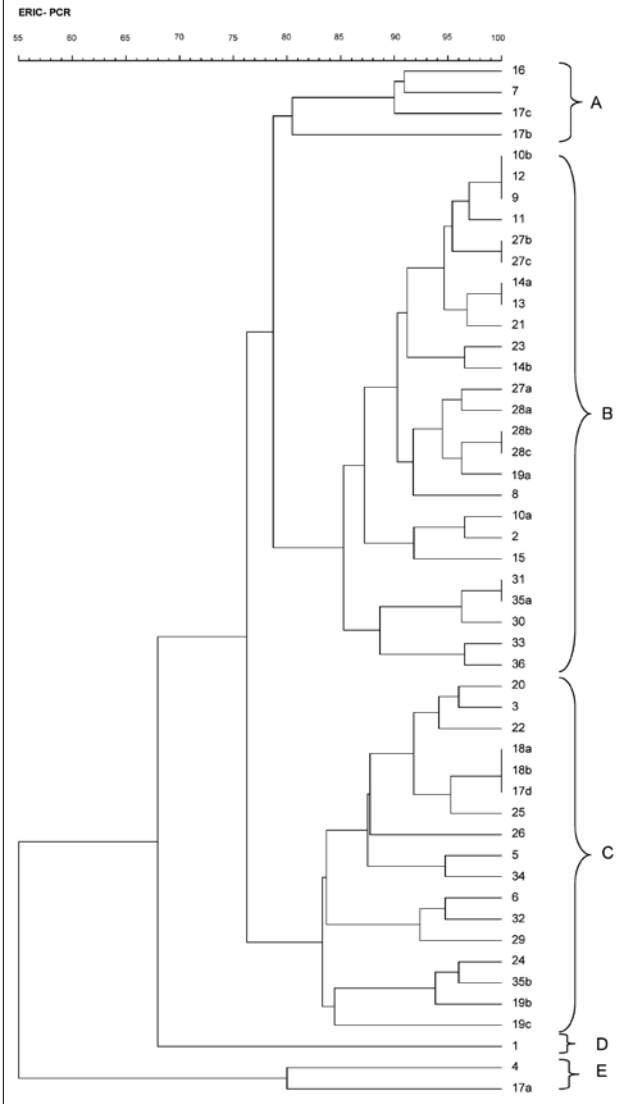 ERIC- PCR
55 60 65 70 75 80 85 90 95 100
16
7
A
17c
17b
10b
12
9
11
27b
27c
14a
13
21
23
14b
27a
28a
B
28b
28c
19a
8
10a
2
15
31
35a
30
33
36
20
3
22
18a
18b
17d
25
26
5
C
34
6
32
29
24
35b
19b
19c
1 D
4
E
17a